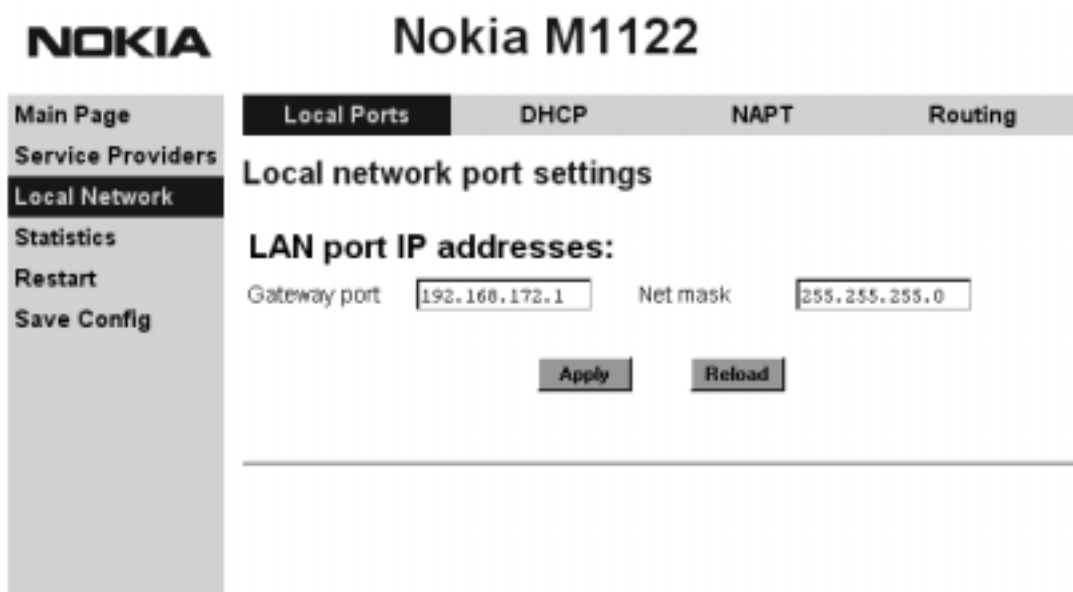 NOKIA
Nokia M1122
Main Page
Service Providers
Local Network
Statistics
Restart
Save Config
Local Ports DHCP NAPT Routing
Local network port settings
LAN port IP addresses:
Gateway port 192.168.172.1 Net mask 255.255.255.0
Apply Reload